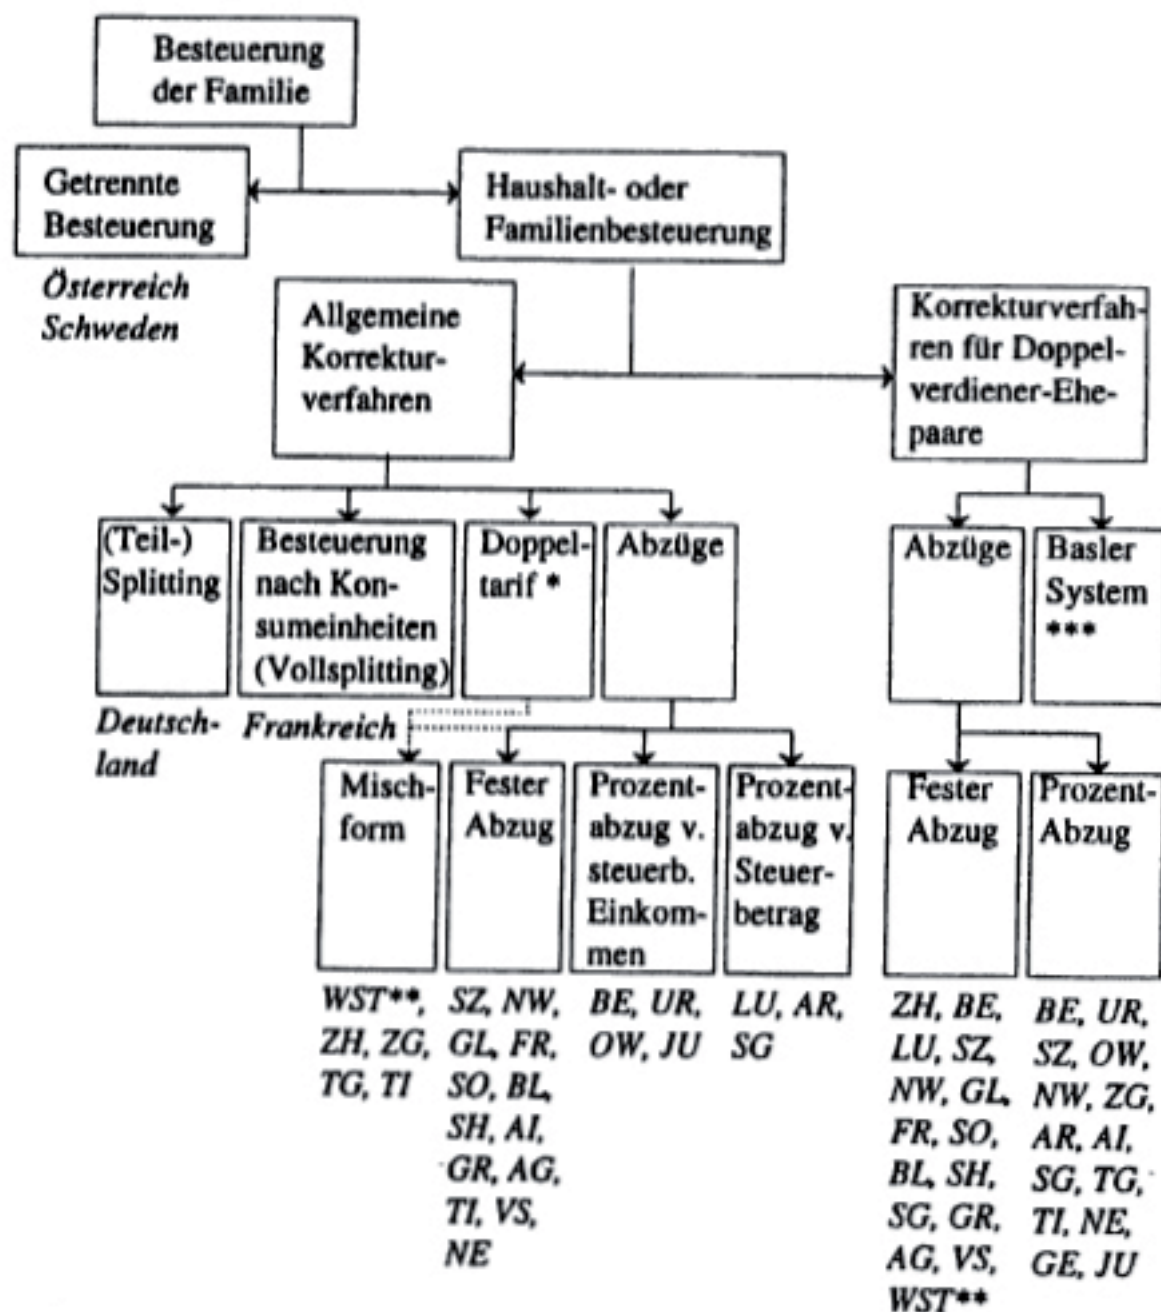 Besteuerung
der Familie
Getrennte
Besteuerung
Haushalt- oder
Familienbesteuerung
Österreich
Schweden
Allgemeine
Korrektur-
verfahren
Korrekturverfah-
ren für Doppel-
verdiener-Ehe-
paare
(Teil-)
Splitting
Besteuerung
nach Kon-
sumeinheiten
(Vollsplitting)
Doppel-
tarif *
Abzüge
Abzüge
Basler
System
***
Deutsch-
land
Frankreich
Misch-
form
Fester
Abzug
Prozent-
abzug v.
steuerb.
Einkom-
men
Prozent-
abzug v.
Steuer-
betrag
Fester
Abzug
Prozent-
Abzug
WST**,
ZH, ZG,
TG, TI
SZ, NW,
GL, FR,
SO, BL,
SH, AI,
GR, AG,
TI, VS,
NE
BE, UR,
OW, JU
LU, AR,
SG
ZH, BE,
LU, SZ,
NW, GL,
FR, SO,
BL, SH,
SG, GR,
AG, VS,
WST**
BE, UR,
SZ, OW,
NW, ZG,
AR, AI,
SG, TG,
TI, NE,
GE, JU